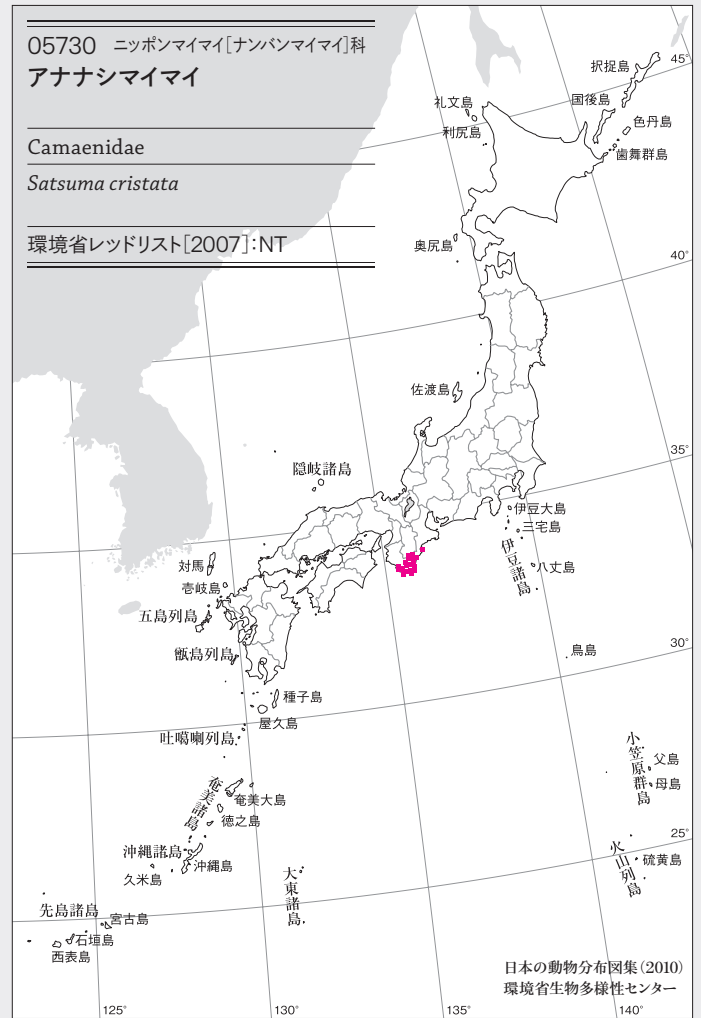 05730 ニッポンマイマイ[ナンバンマイマイ]科
アナナシマイマイ
Camaenidae
Satsuma cristata
環境省レッドリスト[2007]:NT
択捉島
45°
礼文島
国後島
利尻島
色丹島
歯舞群島
奥尻島
40°
佐渡島
35°
隠岐諸島
伊豆大島
三宅島
伊豆諸島
八丈島
対馬
壱岐島
五島列島
甑島列島
鳥島
30°
種子島
屋久島
吐噶喇列島
小笠原群島
父島
母島
奄美諸島
奄美大島
徳之島
25°
沖縄諸島
沖縄島
久米島
火山列島
硫黄島
大東諸島
先島諸島
宮古島
石垣島
西表島
日本の動物分布図集(2010)
環境省生物多様性センター
125°
130°
135°
140°